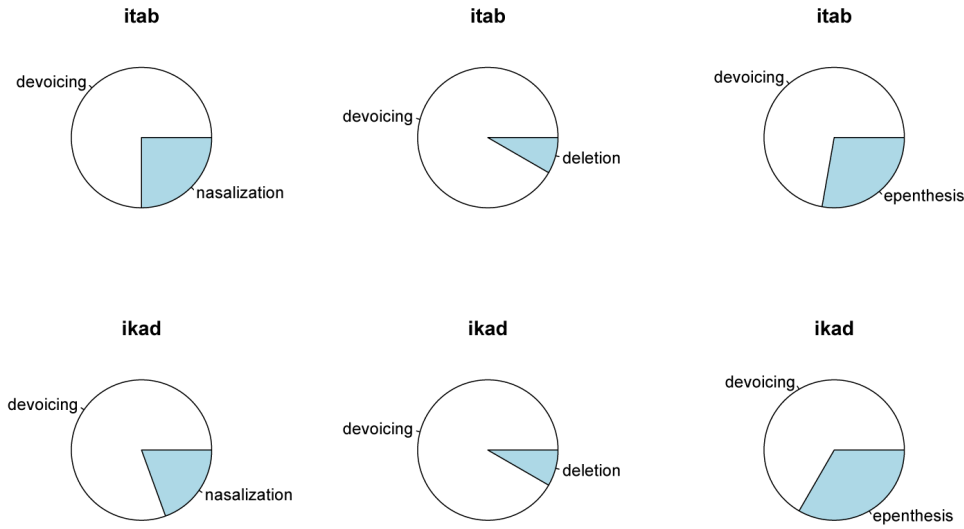 itab
devoicing
nasalization
itab
devoicing
deletion
itab
devoicing
epenthesis
ikad
devoicing
nasalization
ikad
devoicing
deletion
ikad
devoicing
epenthesis